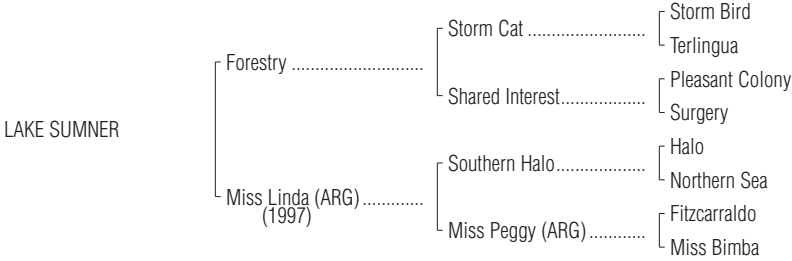 Storm Bird
Storm Cat .........................
Terlingua
Forestry ............................
Pleasant Colony
Shared Interest..................
Surgery
LAKE SUMNER
Halo
Southern Halo...................
Northern Sea
Miss Linda (ARG) .............
(1997)
Fitzcarraldo
Miss Peggy (ARG) ............
Miss Bimba